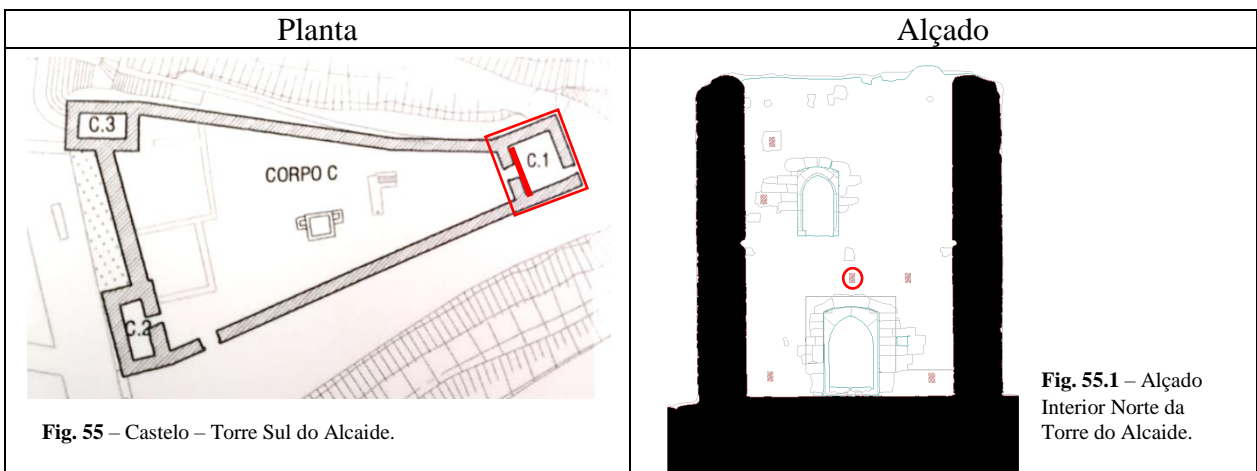 Planta
Alçado
C.3
CORPO C
C.1
C.2
Fig. 55 – Castelo – Torre Sul do Alcaide.
Fig. 55.1 – Alçado
Interior Norte da
Torre do Alcaide.